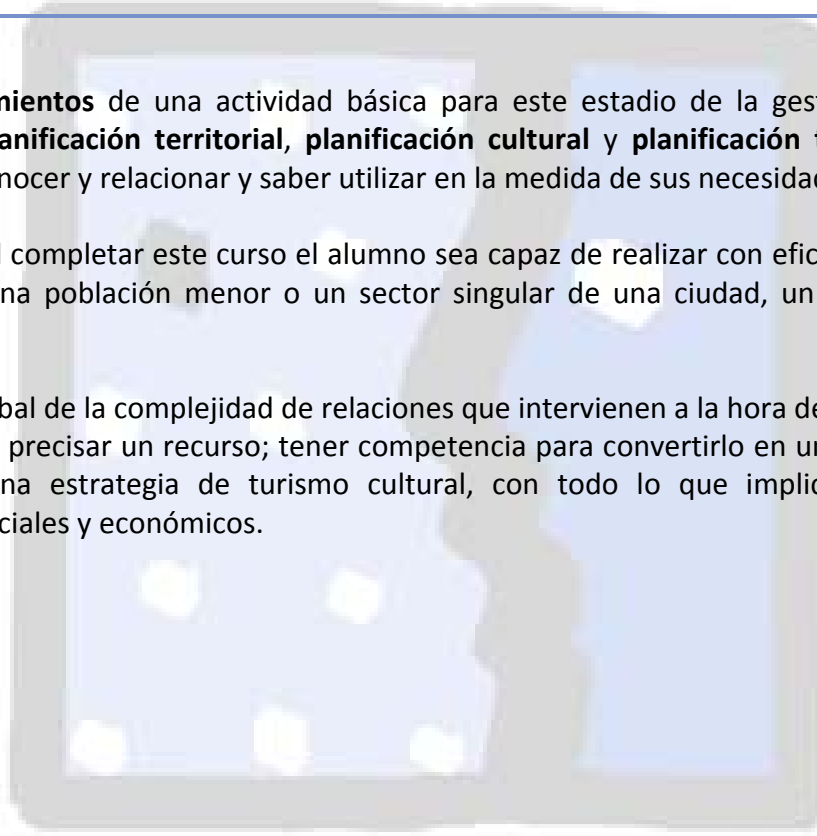 mientos de una actividad básica para este estadio de la gest
anificación territorial, planificación cultural y planificación t
nocer y relacionar y saber utilizar en la medida de sus necesidad
l completar este curso el alumno sea capaz de realizar con efic
na población menor o un sector singular de una ciudad, un
bal de la complejidad de relaciones que intervienen a la hora de
precisar un recurso; tener competencia para convertirlo en un
na estrategia de turismo cultural, con todo lo que implic
ciales y económicos.